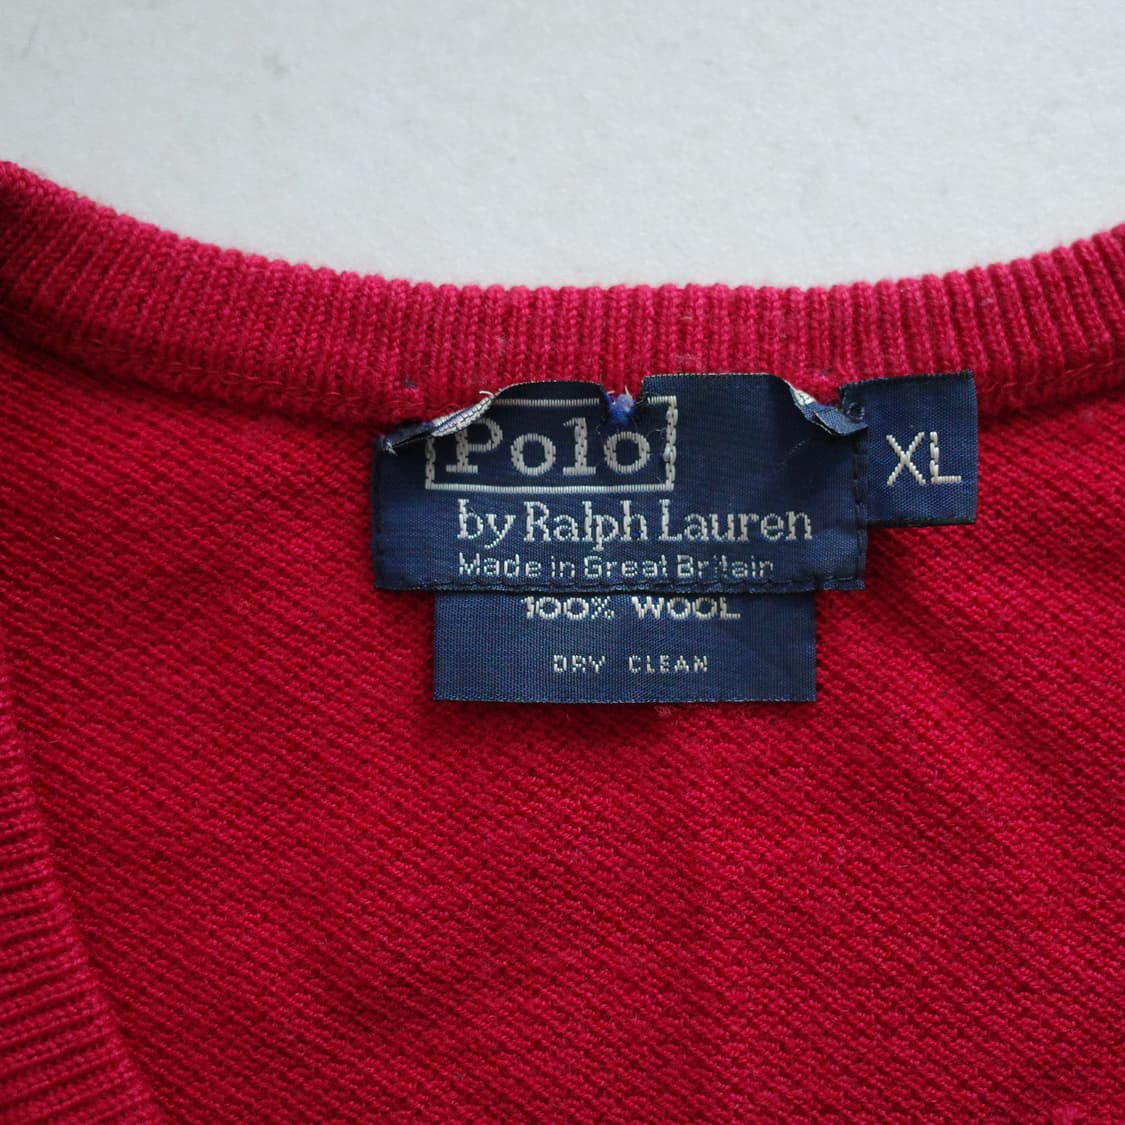 Polo
by Ralph Lauren
Made in Great Britain
XL
100% WOOL
DRY CLEAN